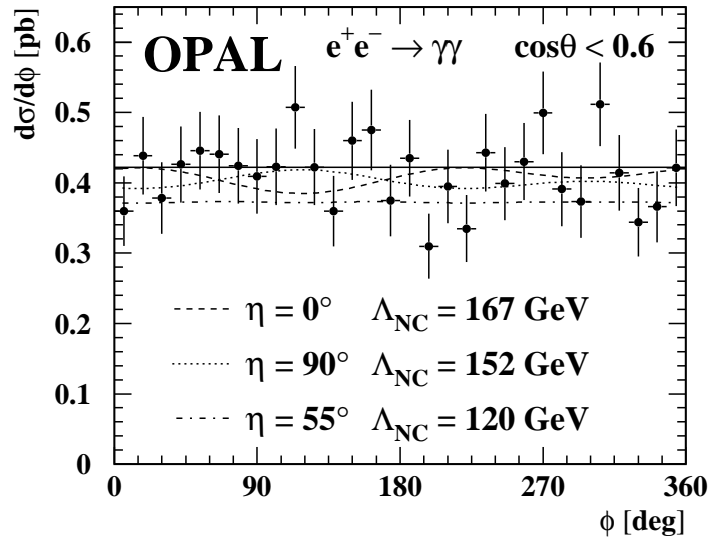 dσ/dϕ [pb]
0.6
0.5
0.4
0.3
0.2
0.1
0
OPAL e⁺e⁻ → γγ cosθ < 0.6
η = 0° Λ_NC = 167 GeV
η = 90° Λ_NC = 152 GeV
η = 55° Λ_NC = 120 GeV
0 90 180 270 360
ϕ [deg]